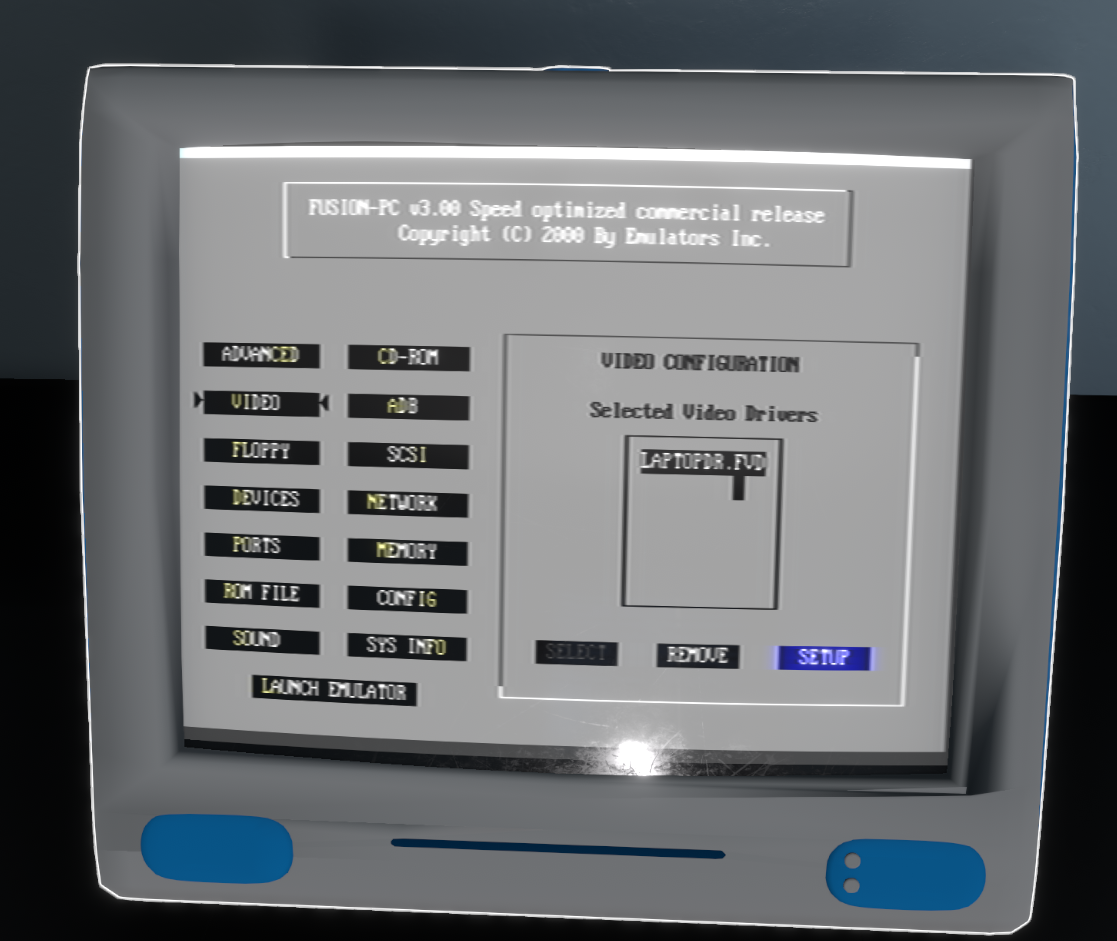 FUSION-PC v3.00 Speed optimized commercial release
Copyright (C) 2000 By Emulators Inc.
ADVANCED
CD-ROM
VIDEO
ADB
FLOPPY
SCSI
DEVICES
NETWORK
PORTS
MEMORY
ROM FILE
CONFIG
SOUND
SYS INFO
LAUNCH EMULATOR
VIDEO CONFIGURATION
Selected Video Drivers
LAPTOPDR.FVD
SELECT
REMOVE
SETUP